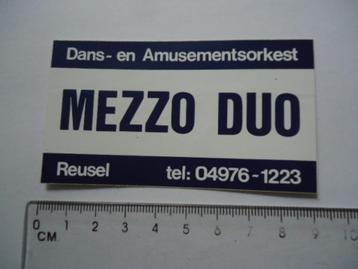 Dans- en Amusementsorkest
MEZZO DUO
Reusel tel: 04976-1223
0 1 2 3 4 5 6 7 8 9 10
CM